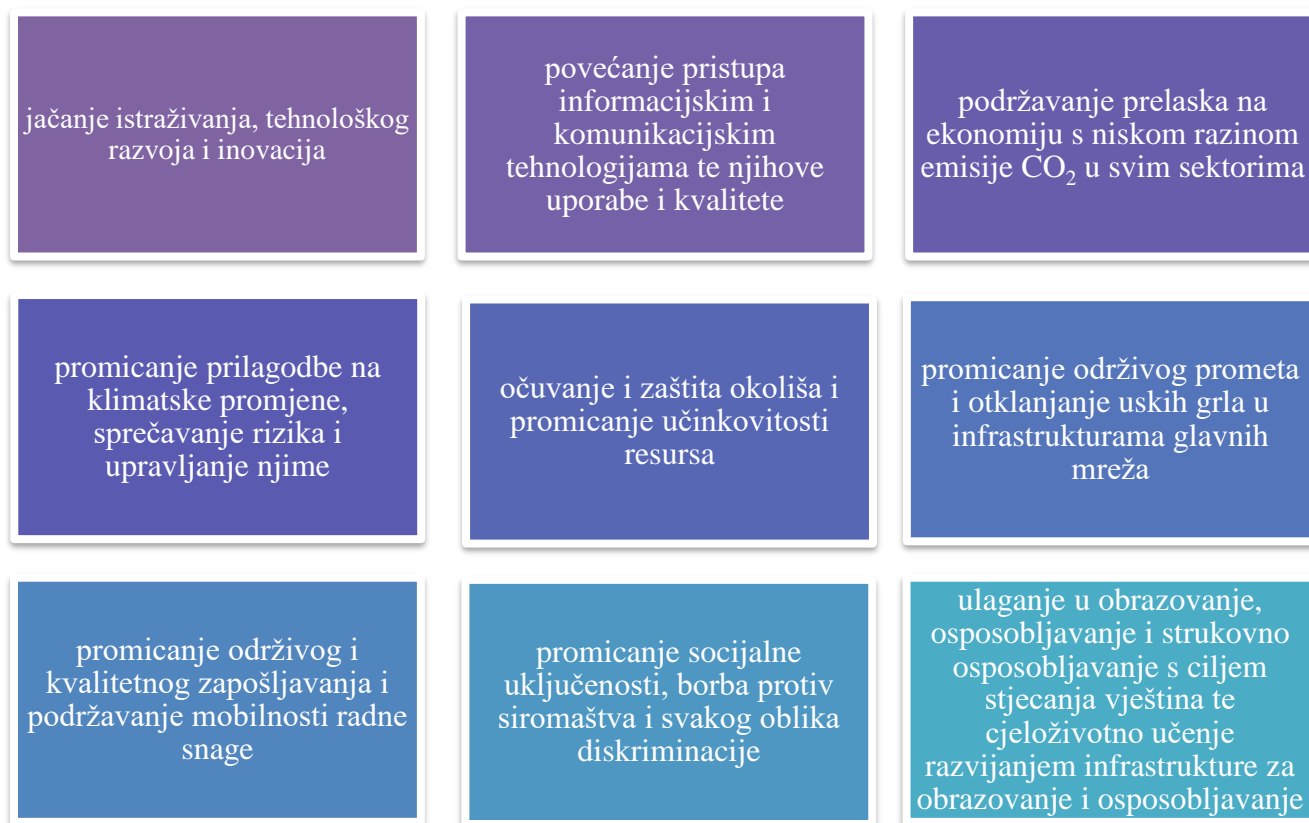 jačanje istraživanja, tehnološkog
razvoja i inovacija
povećanje pristupa
informacijskim i
komunikacijskim
tehnologijama te njihove
uporabe i kvalitete
podržavanje prelaska na
ekonomiju s niskom razinom
emisije CO₂ u svim sektorima
promicanje prilagodbe na
klimatske promjene,
sprečavanje rizika i
upravljanje njime
očuvanje i zaštita okoliša i
promicanje učinkovitosti
resursa
promicanje održivog prometa
i otklanjanje uskih grla u
infrastrukturama glavnih
mreža
promicanje održivog i
kvalitetnog zapošljavanja i
podržavanje mobilnosti radne
snage
promicanje socijalne
uključenosti, borba protiv
siromaštva i svakog oblika
diskriminacije
ulaganje u obrazovanje,
osposobljavanje i strukovno
osposobljavanje s ciljem
stjecanja vještina te
cjeloživotno učenje
razvijanjem infrastrukture za
obrazovanje i osposobljavanje